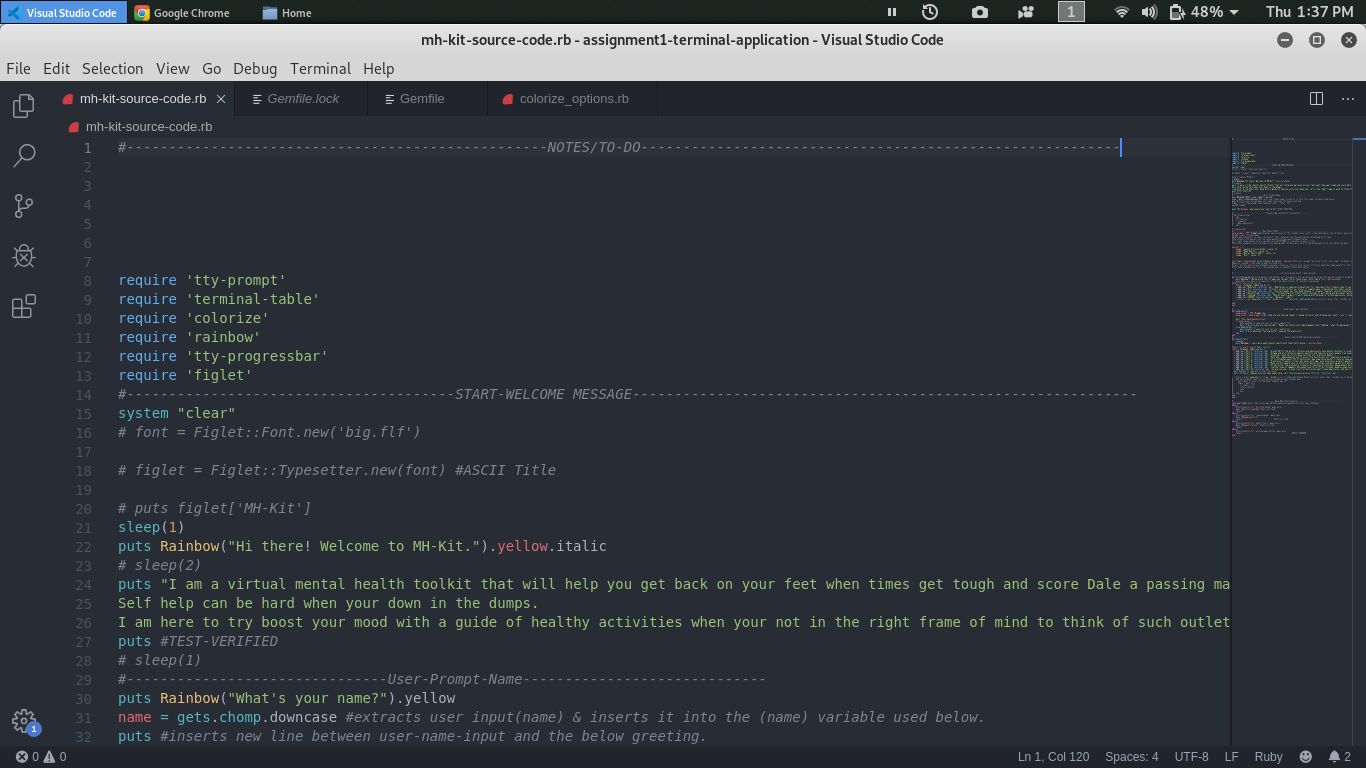 Visual Studio Code Google Chrome Home 1 48% Thu 1:37 PM
mh-kit-source-code.rb - assignment1-terminal-application - Visual Studio Code
File Edit Selection View Go Debug Terminal Help
mh-kit-source-code.rb Gemfile.lock Gemfile colorize_options.rb
mh-kit-source-code.rb
1 #--------------------------------------------------NOTES/TO-DO---------------------------------------------------------
2
3
4
5
6
7
8 require 'tty-prompt'
9 require 'terminal-table'
10 require 'colorize'
11 require 'rainbow'
12 require 'tty-progressbar'
13 require 'figlet'
14 #---------------------------------------START-WELCOME MESSAGE------------------------------------------------------------
15 system "clear"
16 # font = Figlet::Font.new('big.flf')
17
18 # figlet = Figlet::Typesetter.new(font) #ASCII Title
19
20 # puts figlet['MH-Kit']
21 sleep(1)
22 puts Rainbow("Hi there! Welcome to MH-Kit.").yellow.italic
23 # sleep(2)
24 puts "I am a virtual mental health toolkit that will help you get back on your feet when times get tough and score Dale a passing ma
25 Self help can be hard when your down in the dumps.
26 I am here to try boost your mood with a guide of healthy activities when your not in the right frame of mind to think of such outlet
27 puts #TEST-VERIFIED
28 # sleep(1)
29 #-------------------------------User-Prompt-Name-----------------------------
30 puts Rainbow("What's your name?").yellow
31 name = gets.chomp.downcase #extracts user input(name) & inserts it into the (name) variable used below.
32 puts #inserts new line between user-name-input and the below greeting.
1
0 0 Ln 1, Col 120 Spaces: 4 UTF-8 LF Ruby 2